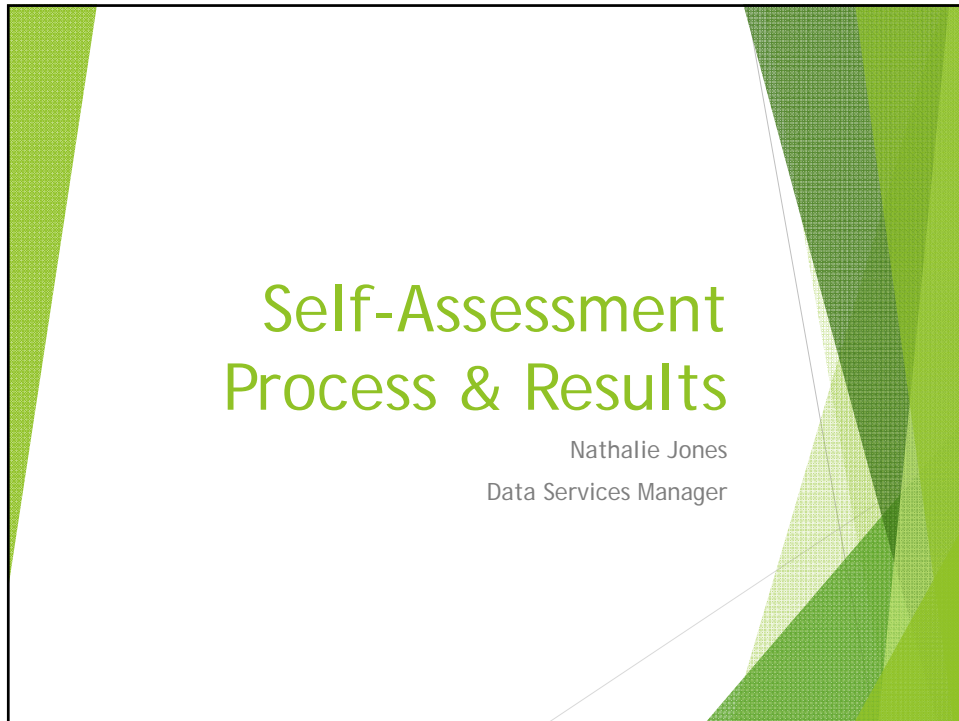 Self-Assessment
Process & Results
Nathalie Jones
Data Services Manager